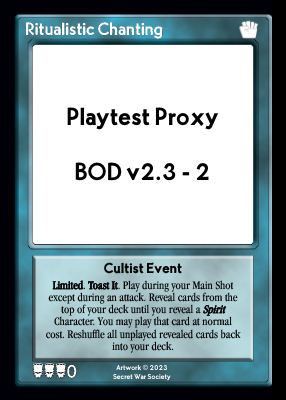 Ritualistic Chanting
Playtest Proxy
BOD v2.3 - 2
Cultist Event
Limited. Toast It. Play during your Main Shot
except during an attack. Reveal cards from the
top of your deck until you reveal a Spirit
Character. You may play that card at normal
cost. Reshuffle all unplayed revealed cards back
into your deck.
0
Artwork © 2023
Secret War Society